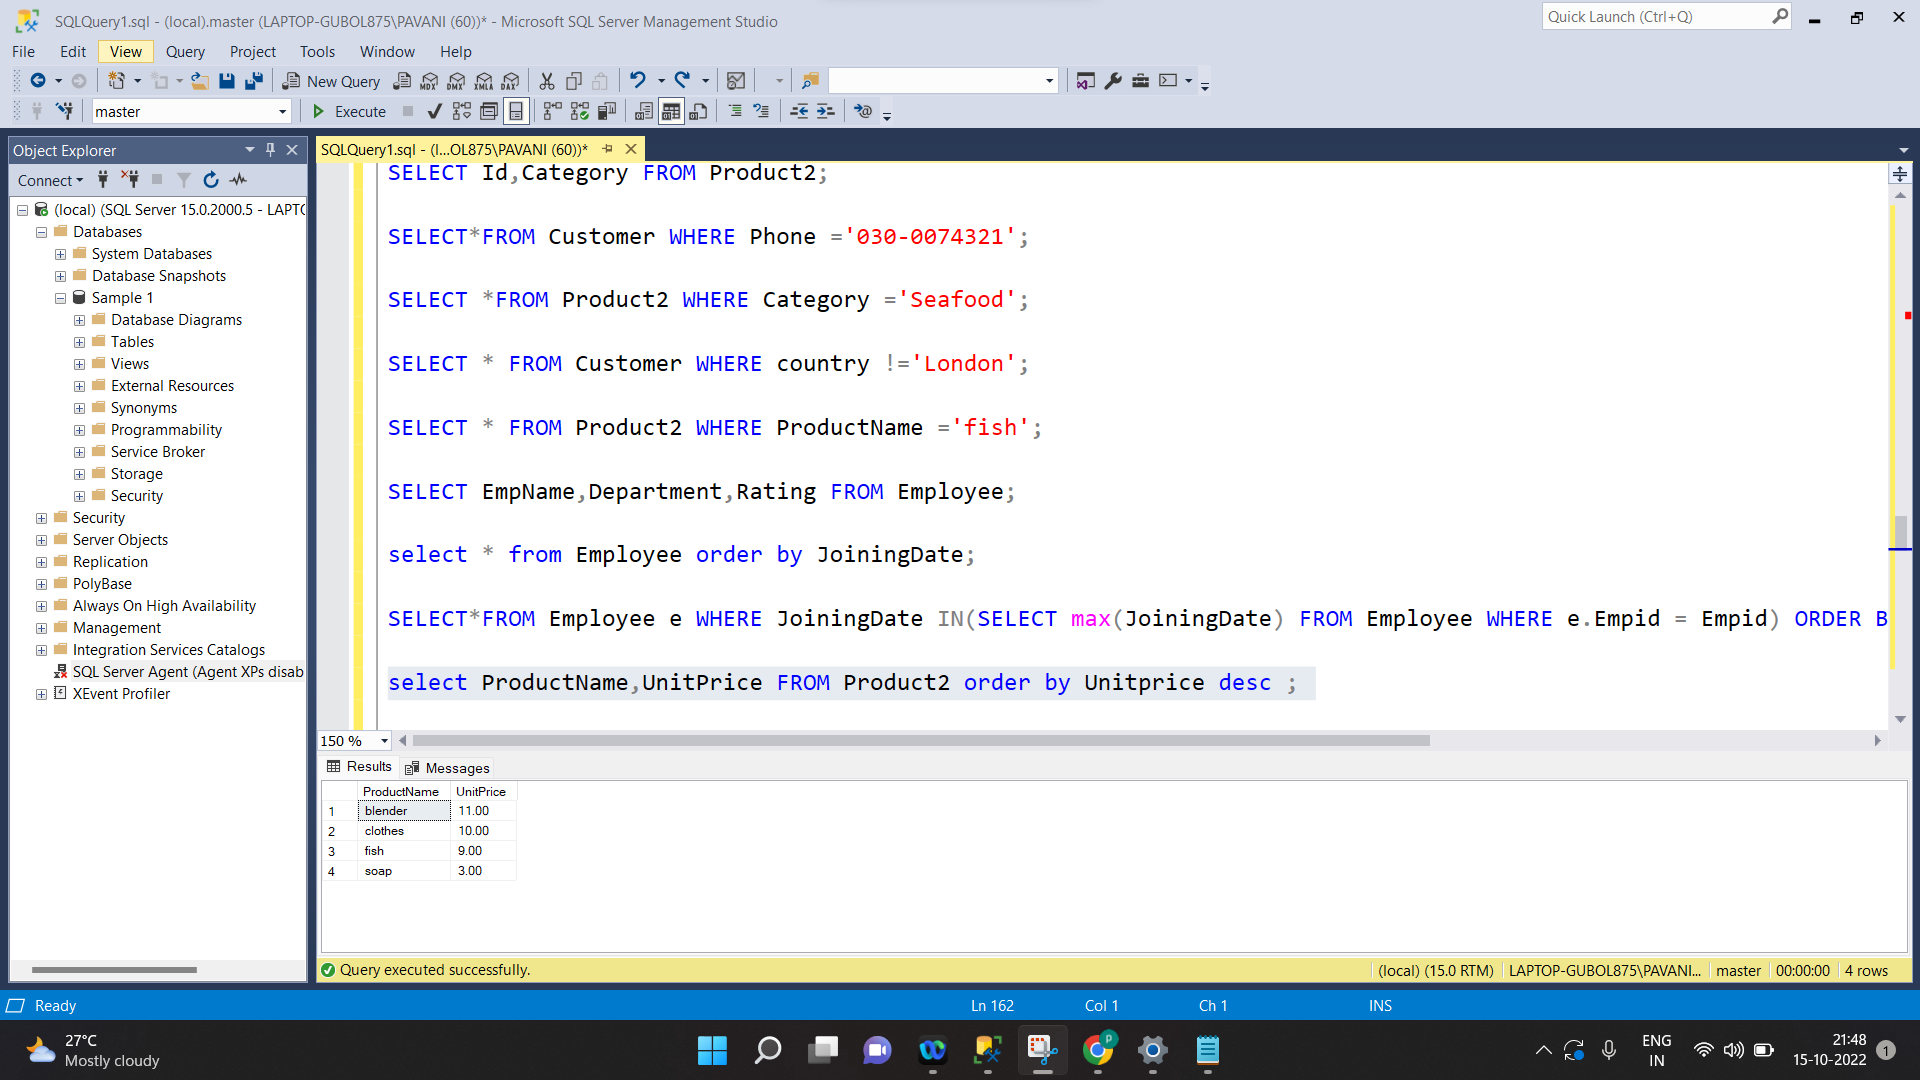 SQLQuery1.sql - (local).master (LAPTOP-GUBOL875\PAVANI (60))* - Microsoft SQL Server Management Studio
Quick Launch (Ctrl+Q)
File Edit View Query Project Tools Window Help
New Query
MDX DMX XMLA DAX
master
Execute
Object Explorer
Connect
(local) (SQL Server 15.0.2000.5 - LAPTO
Databases
System Databases
Database Snapshots
Sample 1
Database Diagrams
Tables
Views
External Resources
Synonyms
Programmability
Service Broker
Storage
Security
Security
Server Objects
Replication
PolyBase
Always On High Availability
Management
Integration Services Catalogs
SQL Server Agent (Agent XPs disab
XEvent Profiler
SQLQuery1.sql - (l...OL875\PAVANI (60))*
SELECT Id,Category FROM Product2;
SELECT*FROM Customer WHERE Phone ='030-0074321';
SELECT *FROM Product2 WHERE Category ='Seafood';
SELECT * FROM Customer WHERE country !='London';
SELECT * FROM Product2 WHERE ProductName ='fish';
SELECT EmpName,Department,Rating FROM Employee;
select * from Employee order by JoiningDate;
SELECT*FROM Employee e WHERE JoiningDate IN(SELECT max(JoiningDate) FROM Employee WHERE e.Empid = Empid) ORDER B
select ProductName,UnitPrice FROM Product2 order by Unitprice desc ;
150 %
Results Messages
ProductName UnitPrice
1 blender 11.00
2 clothes 10.00
3 fish 9.00
4 soap 3.00
Query executed successfully.
(local) (15.0 RTM) LAPTOP-GUBOL875\PAVANI... master 00:00:00 4 rows
Ready
Ln 162 Col 1 Ch 1 INS
27°C
Mostly cloudy
P
ENG
IN
21:48
15-10-2022
1